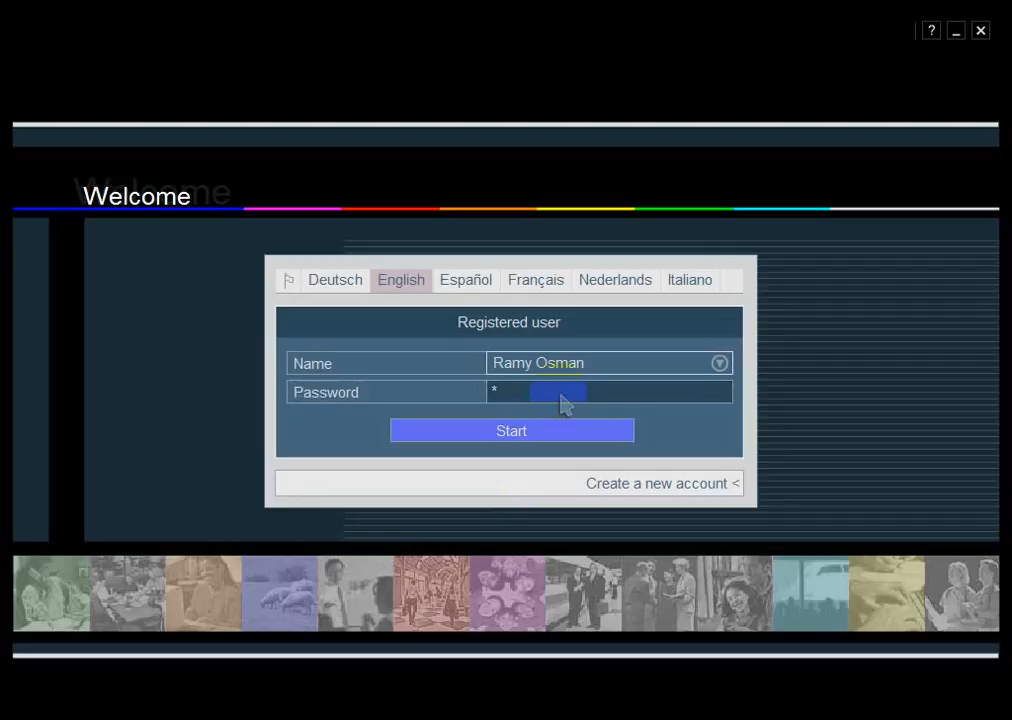 ?
Welcome
Deutsch English Español Français Nederlands Italiano
Registered user
Name Ramy Osman
Password *
Start
Create a new account <